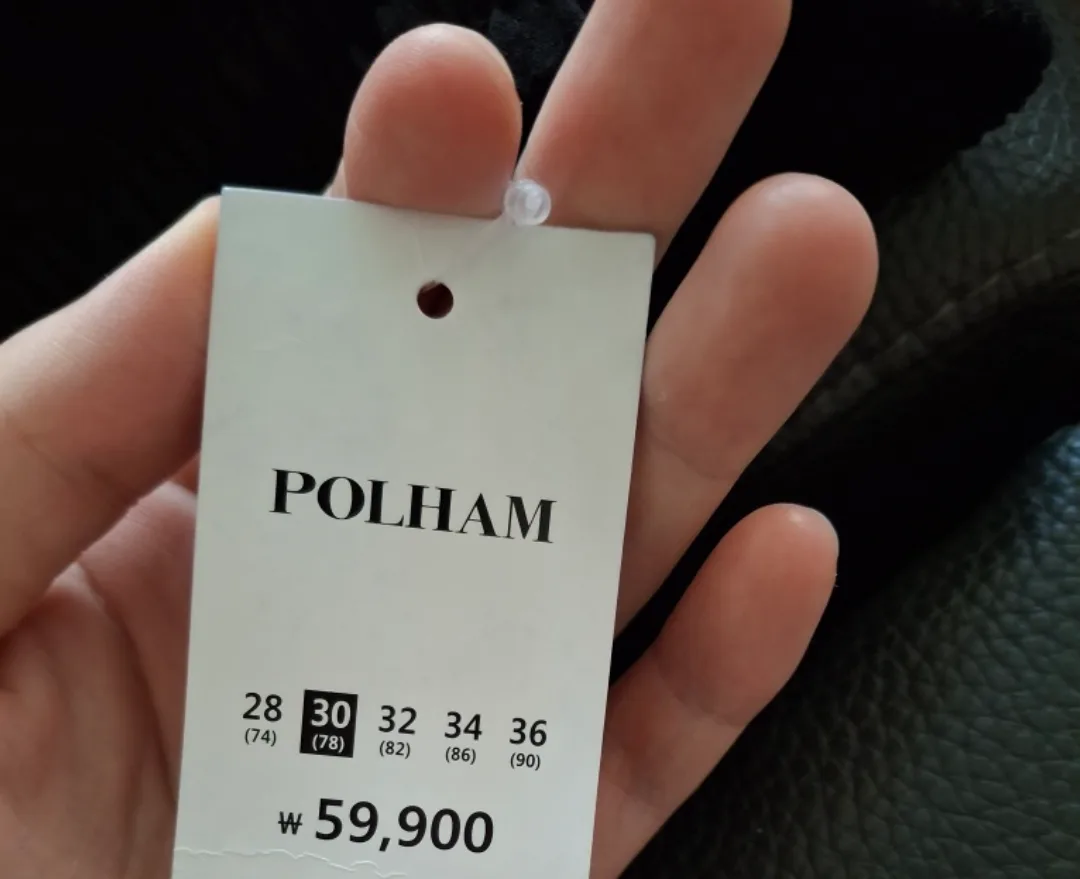 POLHAM
28 30 32 34 36
(74) (78) (82) (86) (90)
₩ 59,900